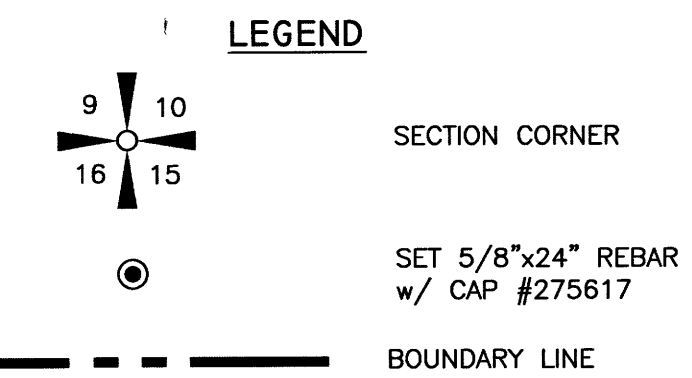 LEGEND
9 10
16 15
SECTION CORNER
SET 5/8"x24" REBAR
w/ CAP #275617
BOUNDARY LINE